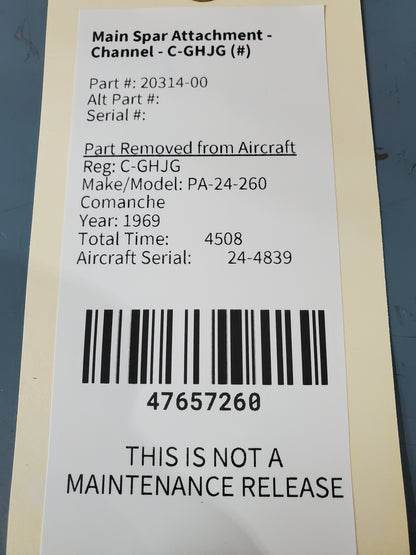 Main Spar Attachment -
Channel - C-GHJG (#)
Part #: 20314-00
Alt Part #:
Serial #:
Part Removed from Aircraft
Reg: C-GHJG
Make/Model: PA-24-260
Comanche
Year: 1969
Total Time: 4508
Aircraft Serial: 24-4839
47657260
THIS IS NOT A
MAINTENANCE RELEASE